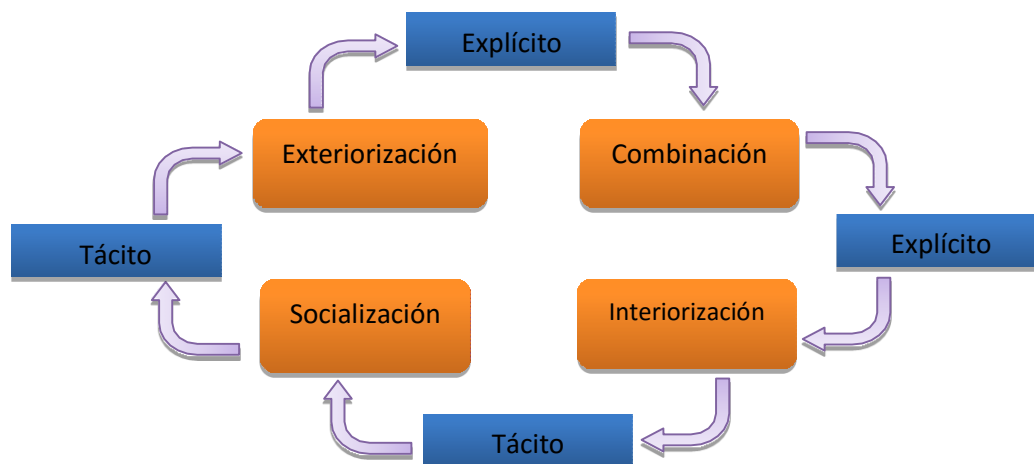 Explícito
Exteriorización
Combinación
Tácito
Explícito
Socialización
Interiorización
Tácito